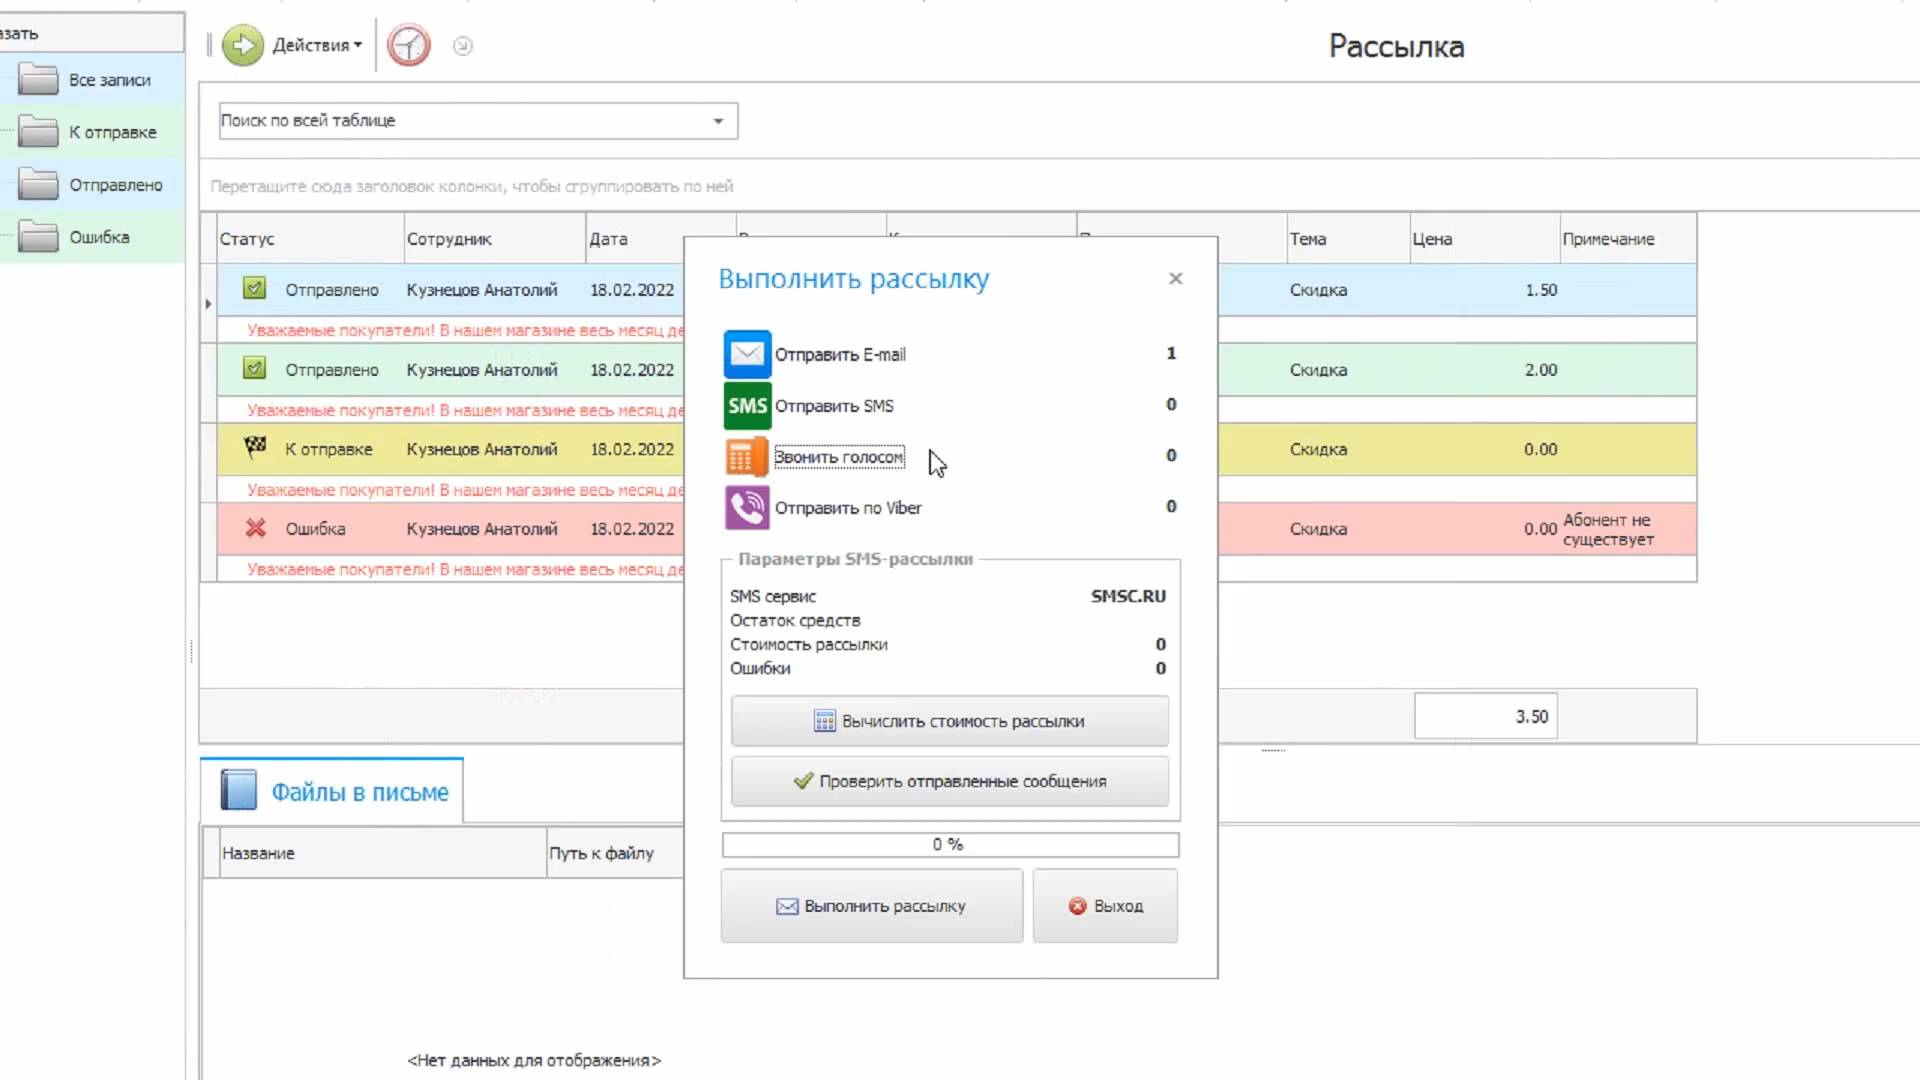 Действия
Рассылка
Все записи
К отправке
Отправлено
Ошибка
Поиск по всей таблице
Перетащите сюда заголовок колонки, чтобы сгруппировать по ней
Статус Сотрудник Дата Тема Цена Примечание
Отправлено Кузнецов Анатолий 18.02.2022 Скидка 1.50
Уважаемые покупатели! В нашем магазине весь месяц де
Отправлено Кузнецов Анатолий 18.02.2022 Скидка 2.00
Уважаемые покупатели! В нашем магазине весь месяц де
К отправке Кузнецов Анатолий 18.02.2022 Скидка 0.00
Уважаемые покупатели! В нашем магазине весь месяц де
Ошибка Кузнецов Анатолий 18.02.2022 Скидка 0.00 Абонент не
существует
Уважаемые покупатели! В нашем магазине весь месяц де
3.50
Выполнить рассылку
Отправить E-mail 1
SMS Отправить SMS 0
Звонить голосом 0
Отправить по Viber 0
Параметры SMS-рассылки
SMS сервис SMSC.RU
Остаток средств
Стоимость рассылки 0
Ошибки 0
Вычислить стоимость рассылки
Проверить отправленные сообщения
0 %
Выполнить рассылку
Выход
Файлы в письме
Название Путь к файлу
<Нет данных для отображения>